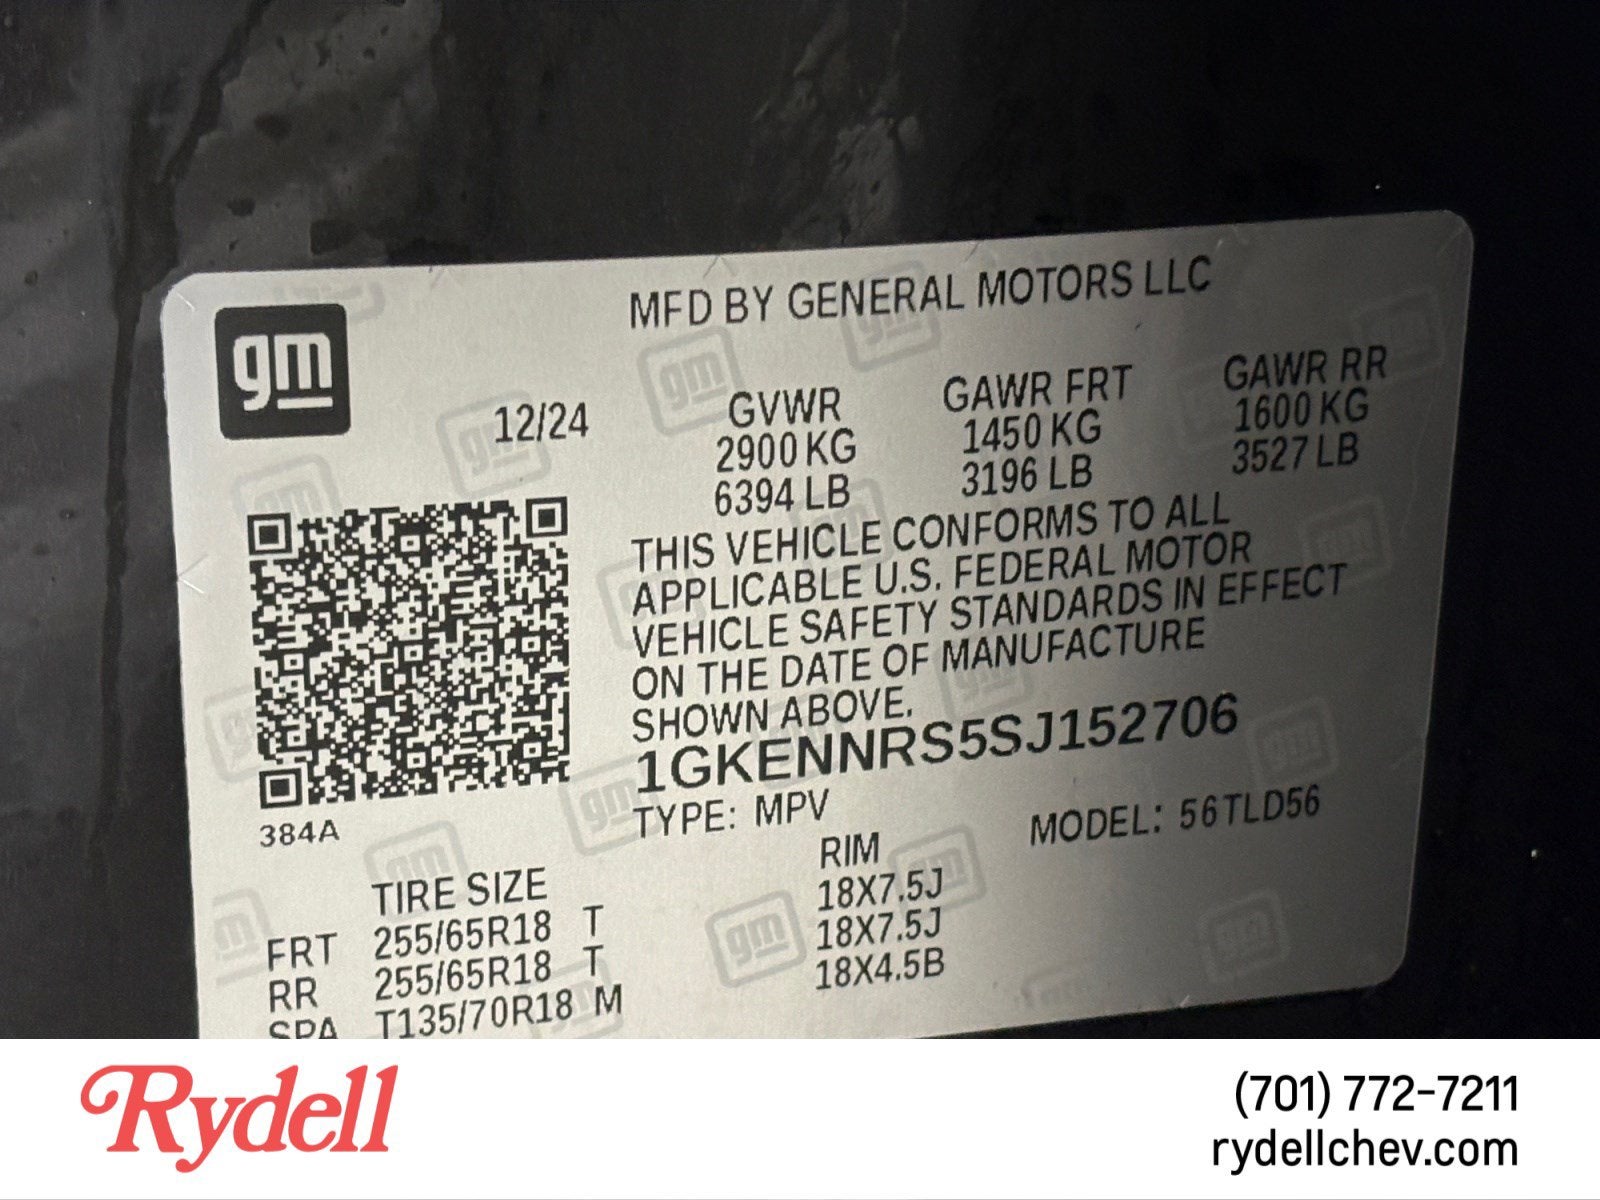 MFD BY GENERAL MOTORS LLC
gm
12/24
GVWR GAWR FRT GAWR RR
2900 KG 1450 KG 1600 KG
6394 LB 3196 LB 3527 LB
THIS VEHICLE CONFORMS TO ALL
APPLICABLE U.S. FEDERAL MOTOR
VEHICLE SAFETY STANDARDS IN EFFECT
ON THE DATE OF MANUFACTURE
SHOWN ABOVE.
1GKENNRS5SJ152706
TYPE: MPV MODEL: 56TLD56
384A
TIRE SIZE RIM
FRT 255/65R18 T 18X7.5J
RR 255/65R18 T 18X7.5J
SPA T135/70R18 M 18X4.5B
Rydell
(701) 772-7211
rydellchev.com